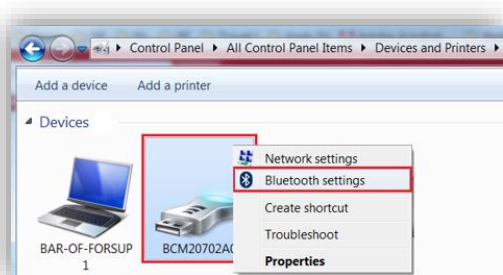 Control Panel ▸ All Control Panel Items ▸ Devices and Printers ▸
Add a device Add a printer
Devices
Network settings
Bluetooth settings
Create shortcut
Troubleshoot
Properties
BAR-OF-FORSUP
1
BCM20702A0